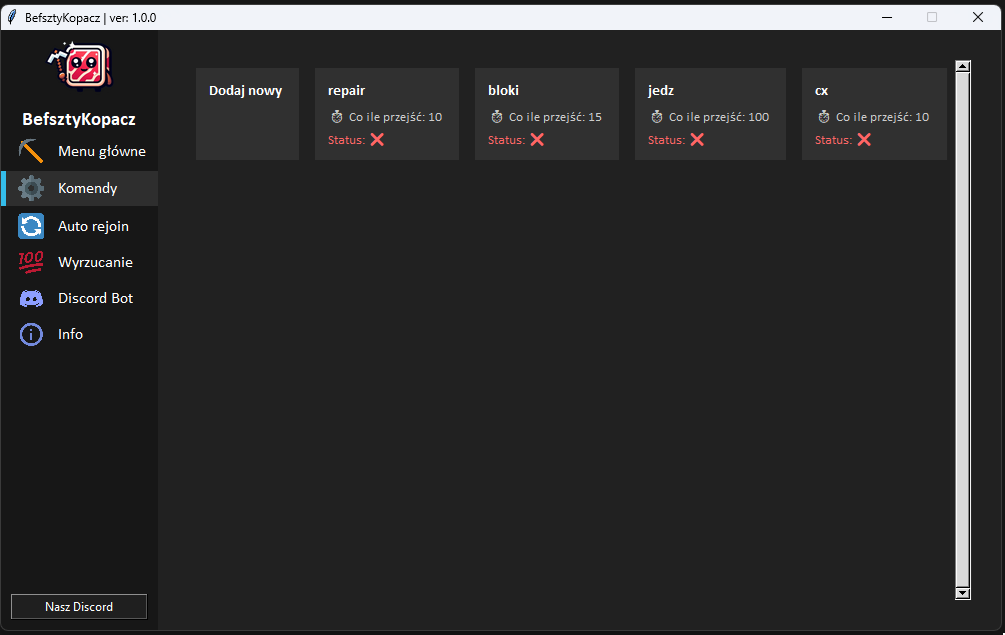 BefsztyKopacz | ver: 1.0.0
BefsztyKopacz
Menu główne
Komendy
Auto rejoin
100
Wyrzucanie
Discord Bot
Info
Nasz Discord
Dodaj nowy
repair
Co ile przejść: 10
Status: ❌
bloki
Co ile przejść: 15
Status: ❌
jedz
Co ile przejść: 100
Status: ❌
cx
Co ile przejść: 10
Status: ❌